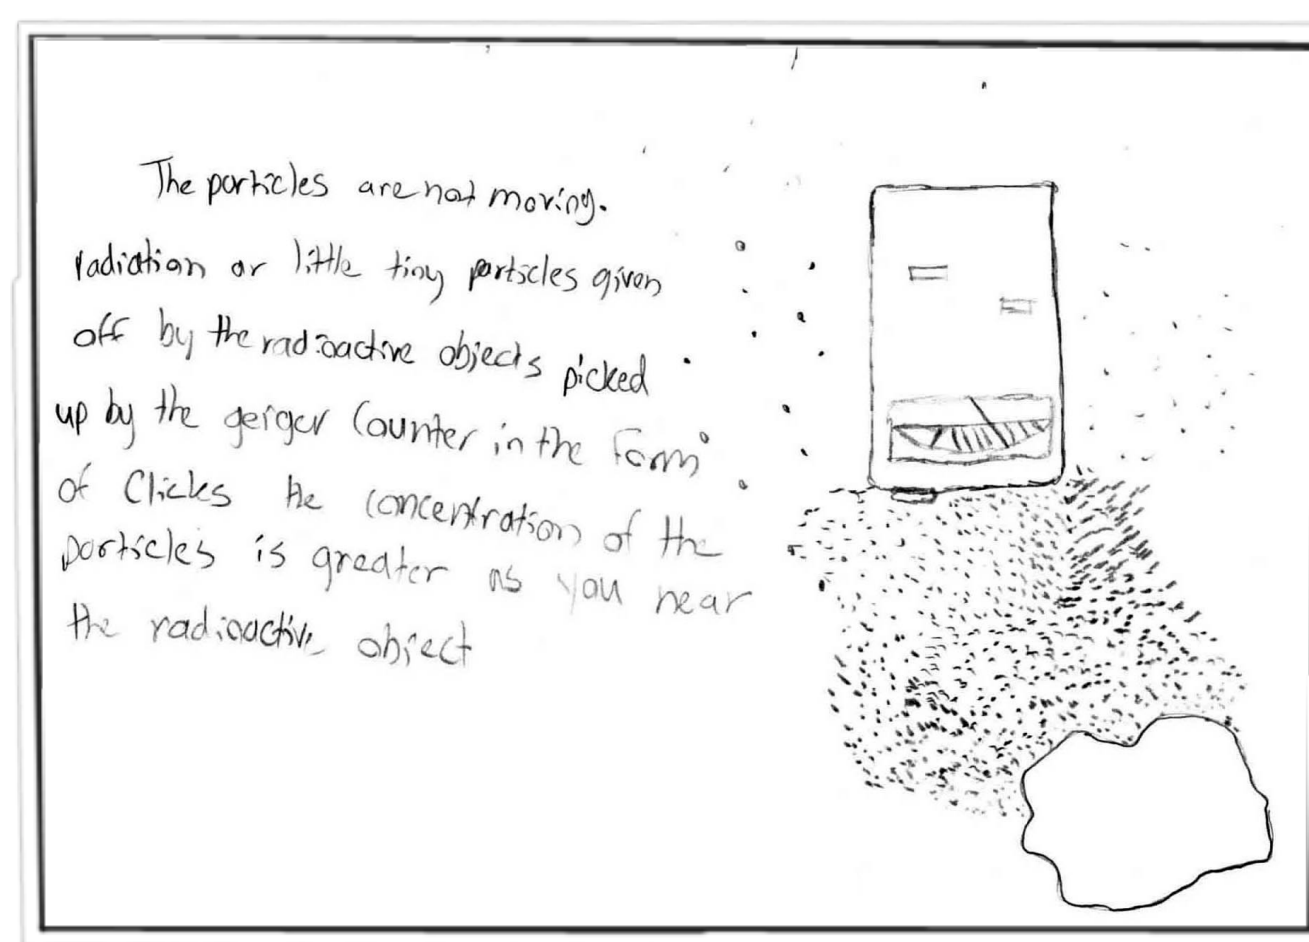 The particles are not moving.
radiation or little tiny particles given
off by the radioactive objects picked
up by the geiger Counter in the form
of Clicks the concentration of the
particles is greater as you near
the radioactive object